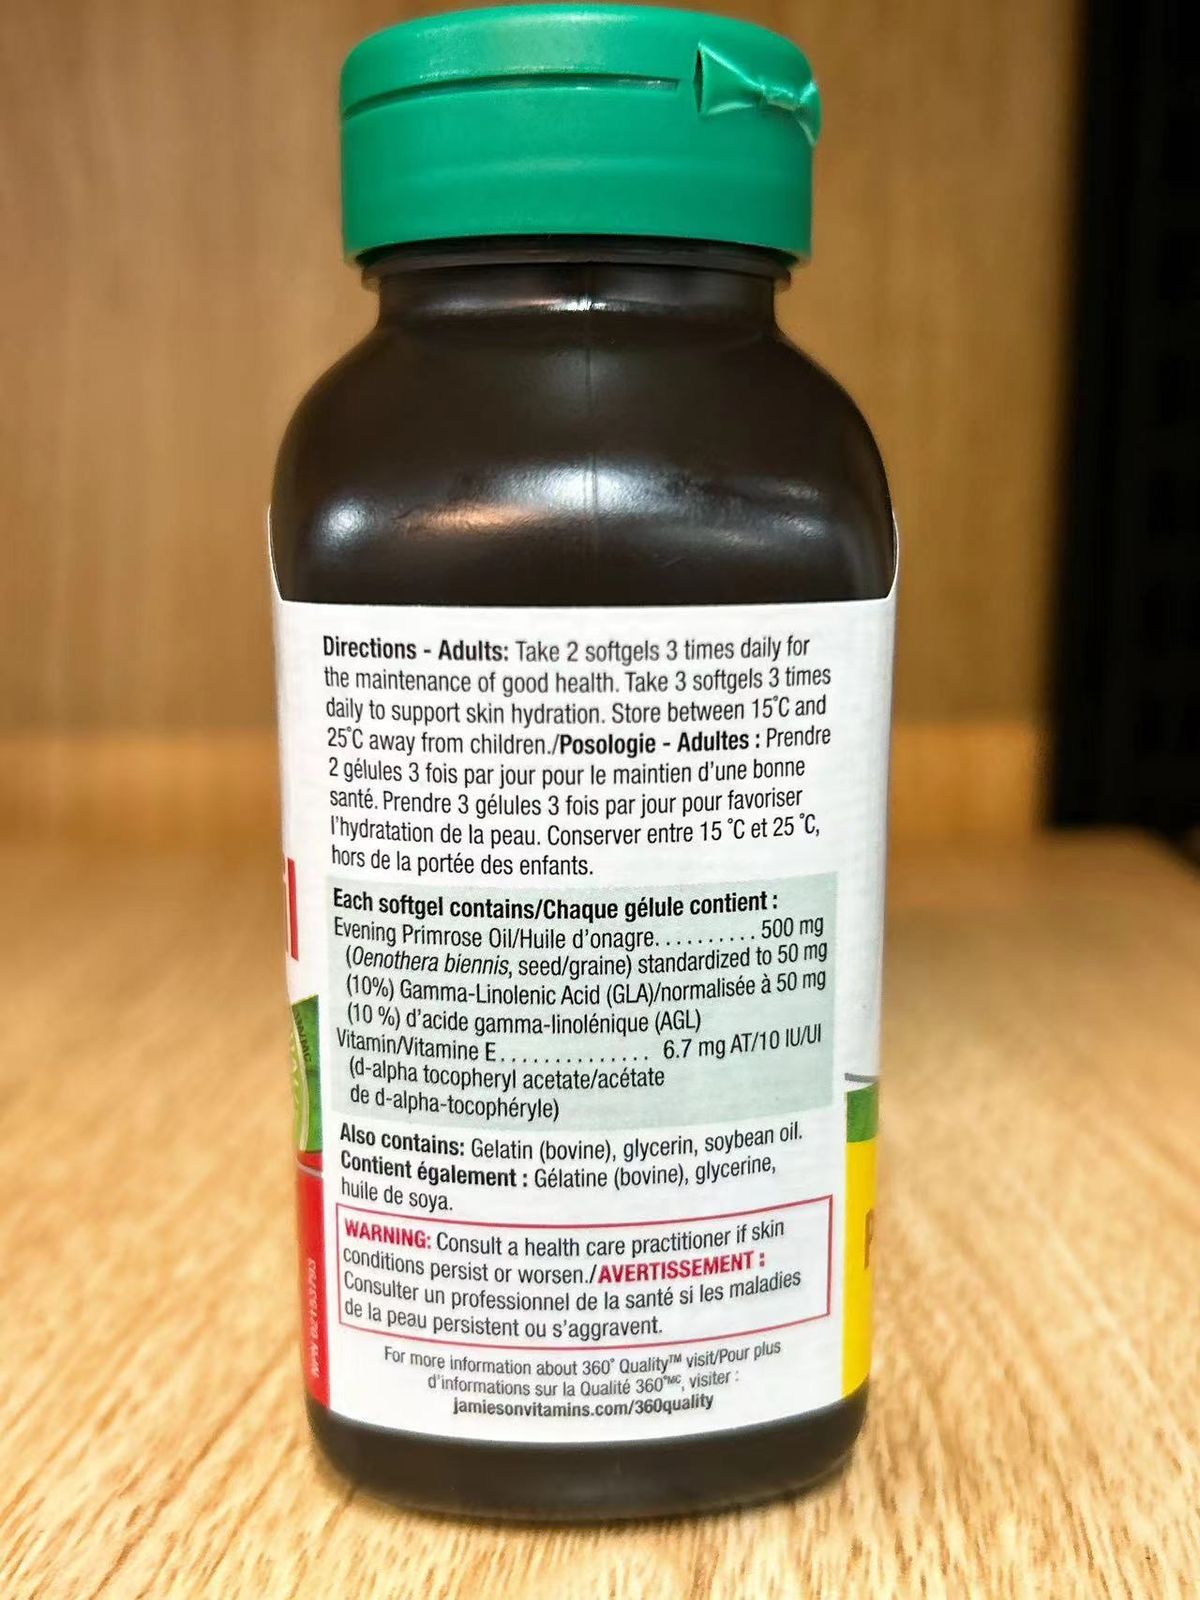 Directions - Adults: Take 2 softgels 3 times daily for
the maintenance of good health. Take 3 softgels 3 times
daily to support skin hydration. Store between 15°C and
25°C away from children./Posologie - Adultes : Prendre
2 gélules 3 fois par jour pour le maintien d'une bonne
santé. Prendre 3 gélules 3 fois par jour pour favoriser
l'hydratation de la peau. Conserver entre 15 °C et 25 °C,
hors de la portée des enfants.
Each softgel contains/Chaque gélule contient :
Evening Primrose Oil/Huile d'onagre.......... 500 mg
(Oenothera biennis, seed/graine) standardized to 50 mg
(10%) Gamma-Linolenic Acid (GLA)/normalisée à 50 mg
(10 %) d'acide gamma-linolénique (AGL)
Vitamin/Vitamine E.............. 6.7 mg AT/10 IU/UI
(d-alpha tocopheryl acetate/acétate
de d-alpha-tocophéryle)
Also contains: Gelatin (bovine), glycerin, soybean oil.
Contient également : Gélatine (bovine), glycérine,
huile de soya.
WARNING: Consult a health care practitioner if skin
conditions persist or worsen./AVERTISSEMENT :
Consulter un professionnel de la santé si les maladies
de la peau persistent ou s'aggravent.
For more information about 360° Quality™ visit/Pour plus
d'informations sur la Qualité 360°MC, visiter :
jamiesonvitamins.com/360quality